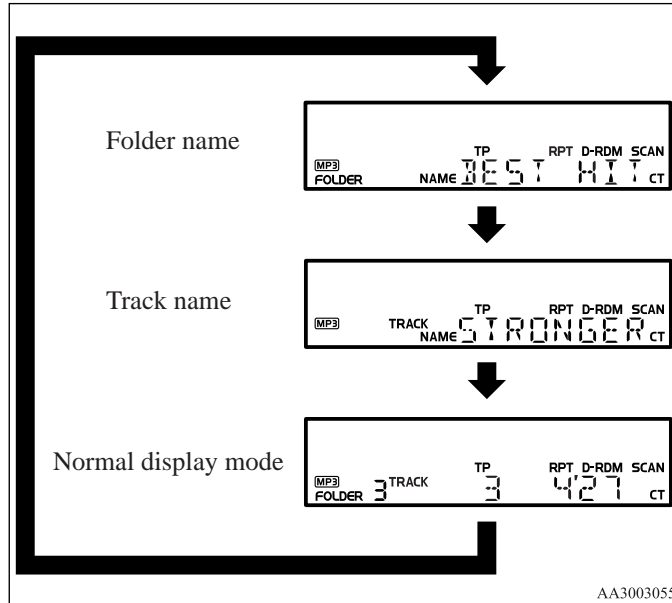 Folder name
TP RPT D-RDM SCAN
MP3
FOLDER NAME BEST HIT CT
Track name
TP RPT D-RDM SCAN
MP3 TRACK
NAME STRONGER CT
Normal display mode
TP RPT D-RDM SCAN
MP3 TRACK
FOLDER 3 3 4'27 CT
AA3003055